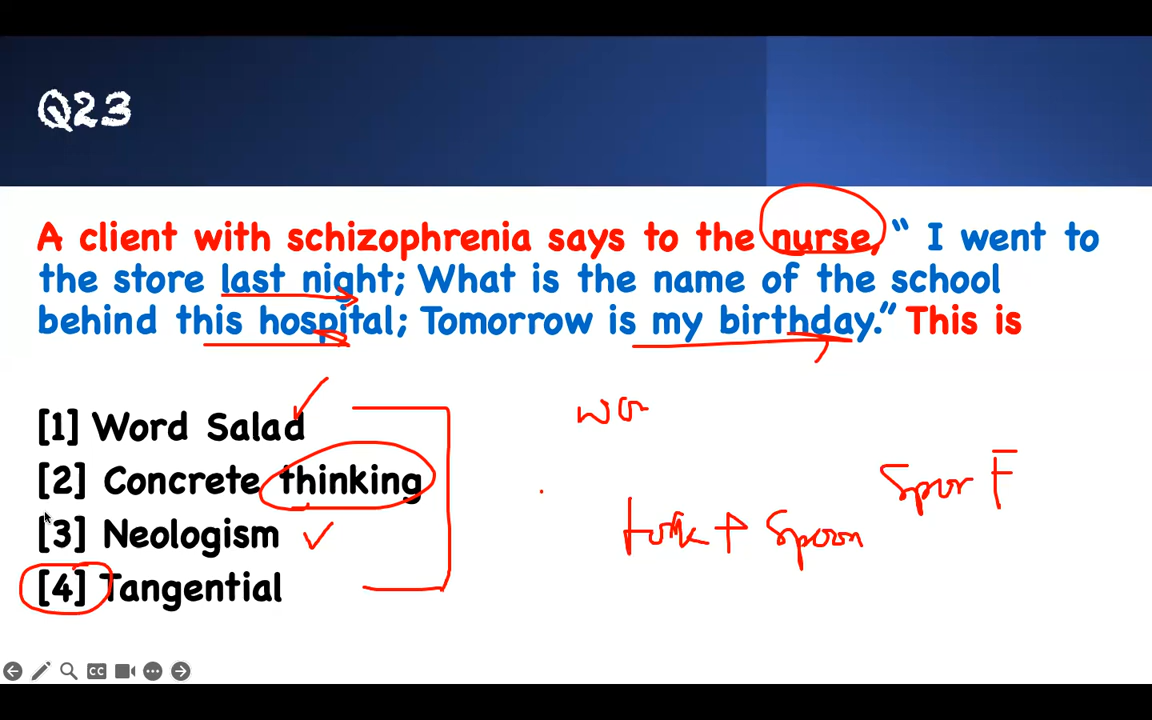 Q23
A client with schizophrenia says to the nurse, “ I went to
the store last night; What is the name of the school
behind this hospital; Tomorrow is my birthday.” This is
[1] Word Salad
[2] Concrete thinking
[3] Neologism
[4] Tangential
+ Spoon
CC